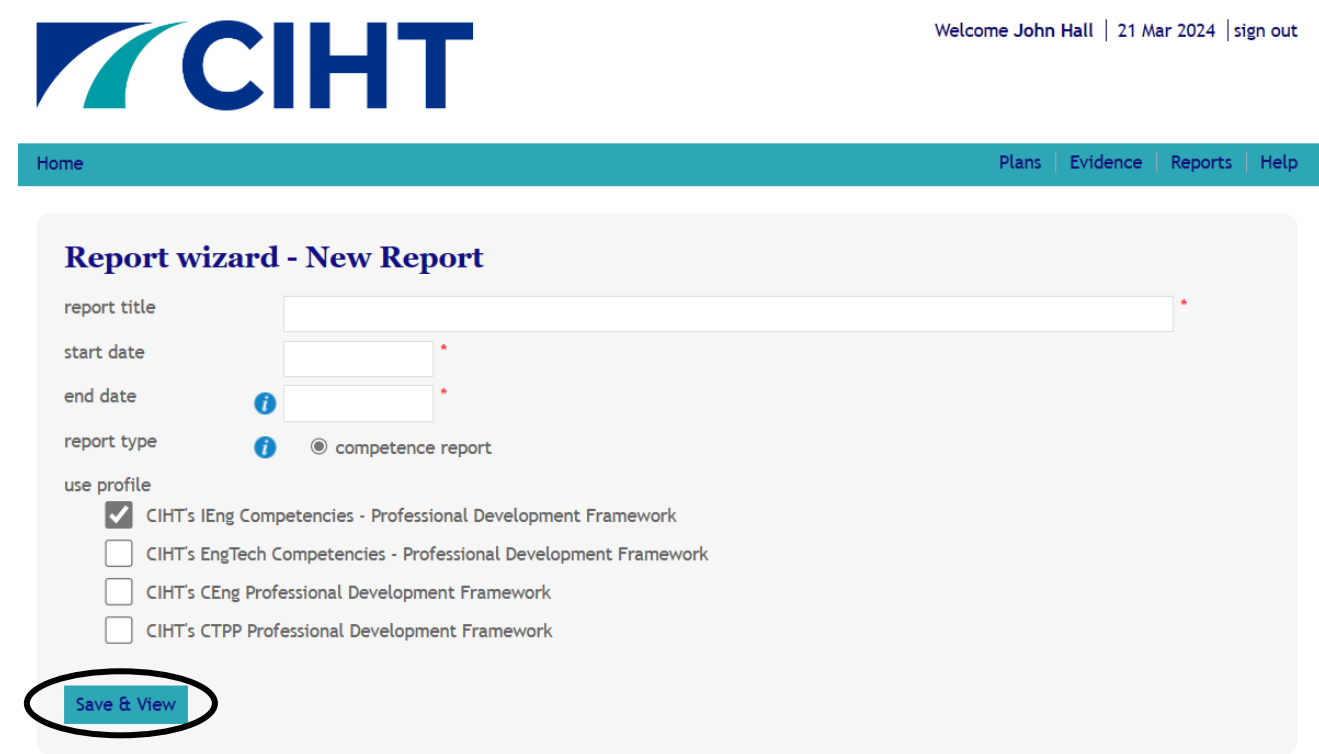 CIHT
Welcome John Hall | 21 Mar 2024 | sign out
Home Plans Evidence Reports Help
Report wizard - New Report
report title *
start date *
end date i *
report type i competence report
use profile
CIHT's IEng Competencies - Professional Development Framework
CIHT's EngTech Competencies - Professional Development Framework
CIHT's CEng Professional Development Framework
CIHT's CTPP Professional Development Framework
Save & View